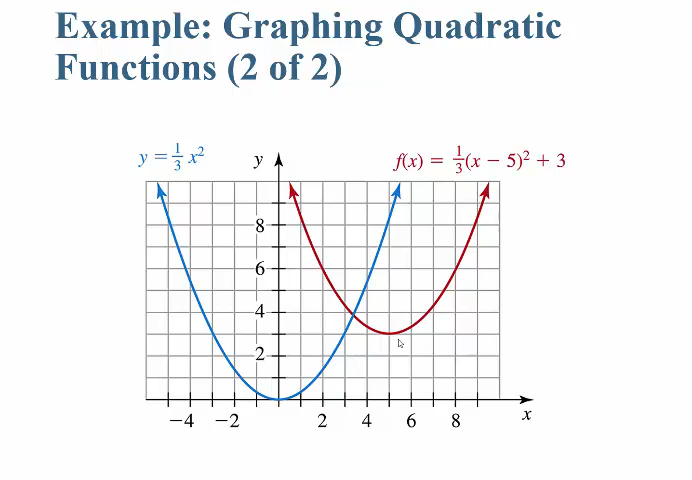 Example: Graphing Quadratic
Functions (2 of 2)
y = 1/3 x²
y
f(x) = 1/3(x − 5)² + 3
8
6
4
2
−4 −2 2 4 6 8
x